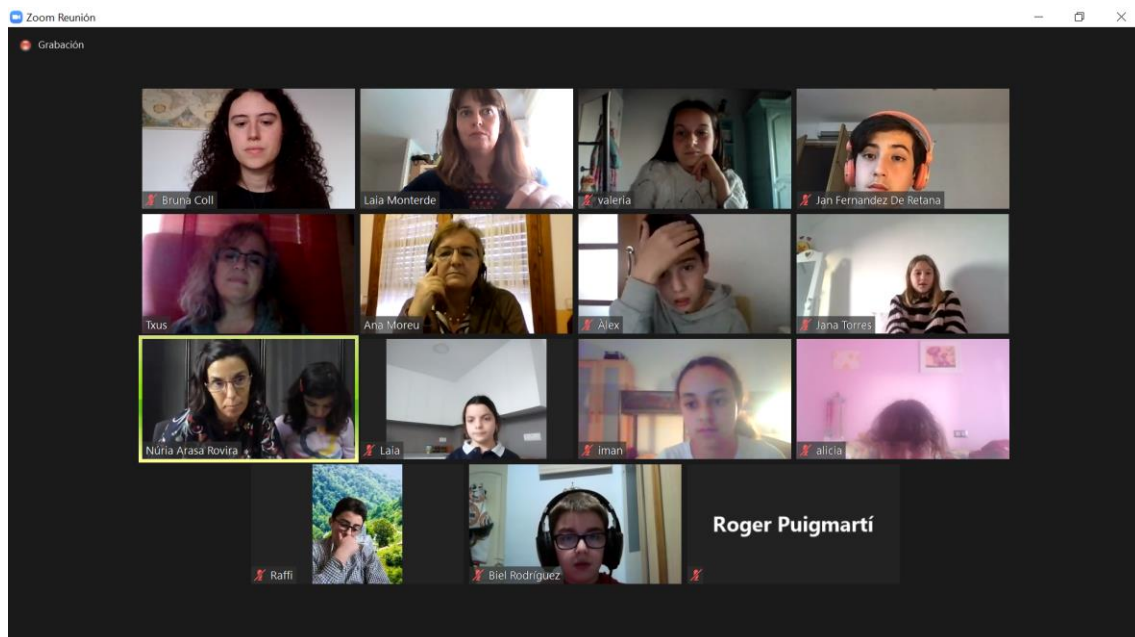 Zoom Reunión
Grabación
Bruna Coll
Laia Monterde
valeria
Jan Fernandez De Retana
Txus
Ana Moreu
Àlex
Jana Torres
Núria Arasa Rovira
Laia
iman
alicia
Raffi
Biel Rodríguez
Roger Puigmartí